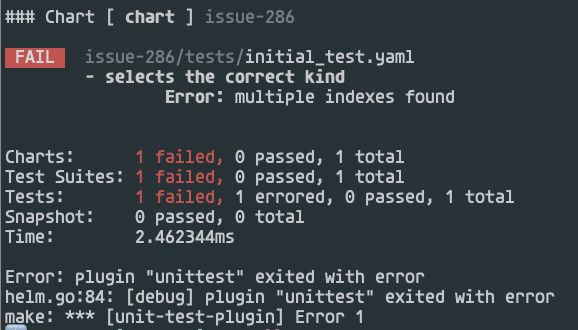 ### Chart [ chart ] issue-286
FAIL issue-286/tests/initial_test.yaml
- selects the correct kind
Error: multiple indexes found
Charts: 1 failed, 0 passed, 1 total
Test Suites: 1 failed, 0 passed, 1 total
Tests: 1 failed, 1 errored, 0 passed, 1 total
Snapshot: 0 passed, 0 total
Time: 2.462344ms
Error: plugin "unittest" exited with error
helm.go:84: [debug] plugin "unittest" exited with error
make: *** [unit-test-plugin] Error 1